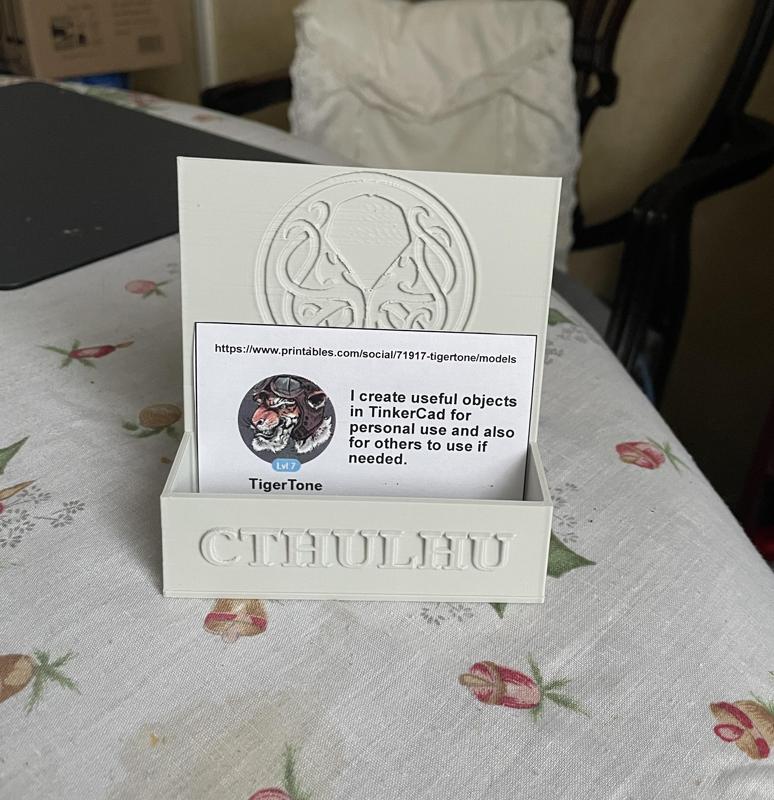 https://www.printables.com/social/71917-tigertone/models
I create useful objects
in TinkerCad for
personal use and also
for others to use if
needed.
Lvl 7
TigerTone
CTHULHU